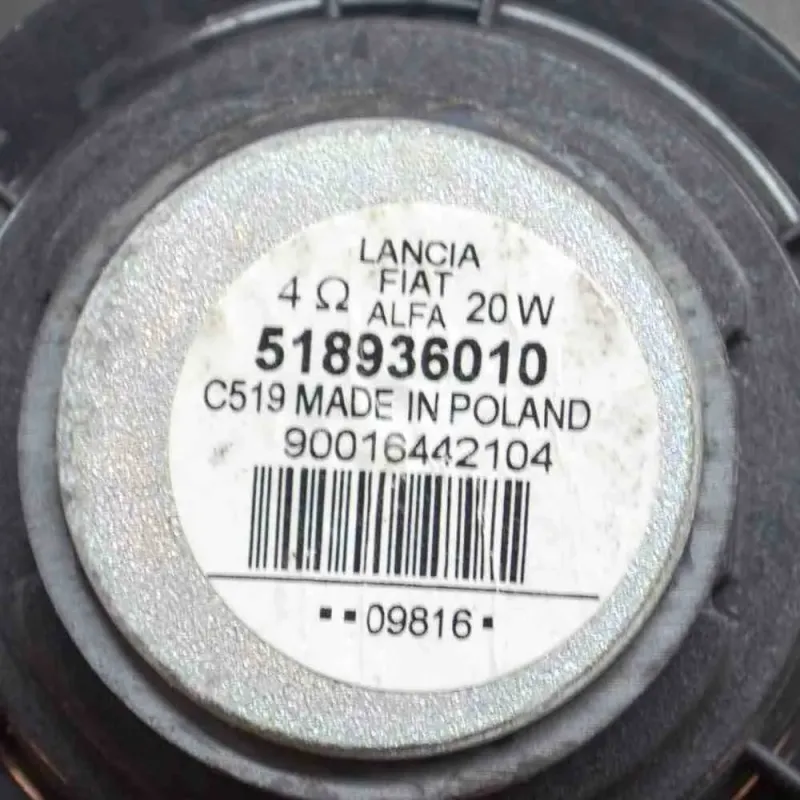 LANCIA
4 Ω FIAT 20 W
ALFA
518936010
C519 MADE IN POLAND
90016442104
▪▪09816▪